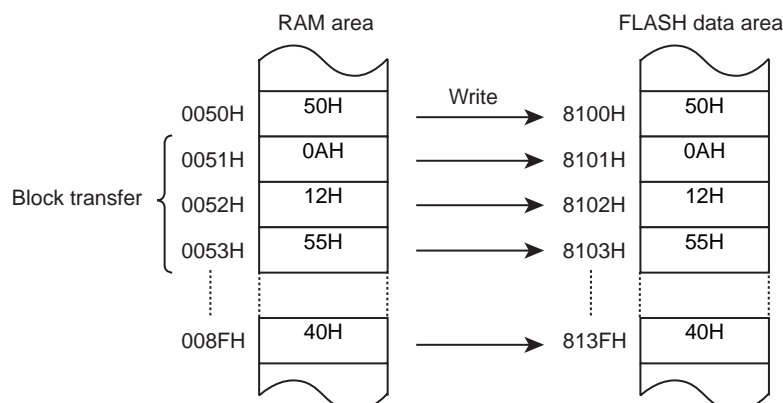 RAM area FLASH data area
0050H 50H Write 8100H 50H
0051H 0AH 8101H 0AH
Block transfer 0052H 12H 8102H 12H
0053H 55H 8103H 55H
008FH 40H 813FH 40H